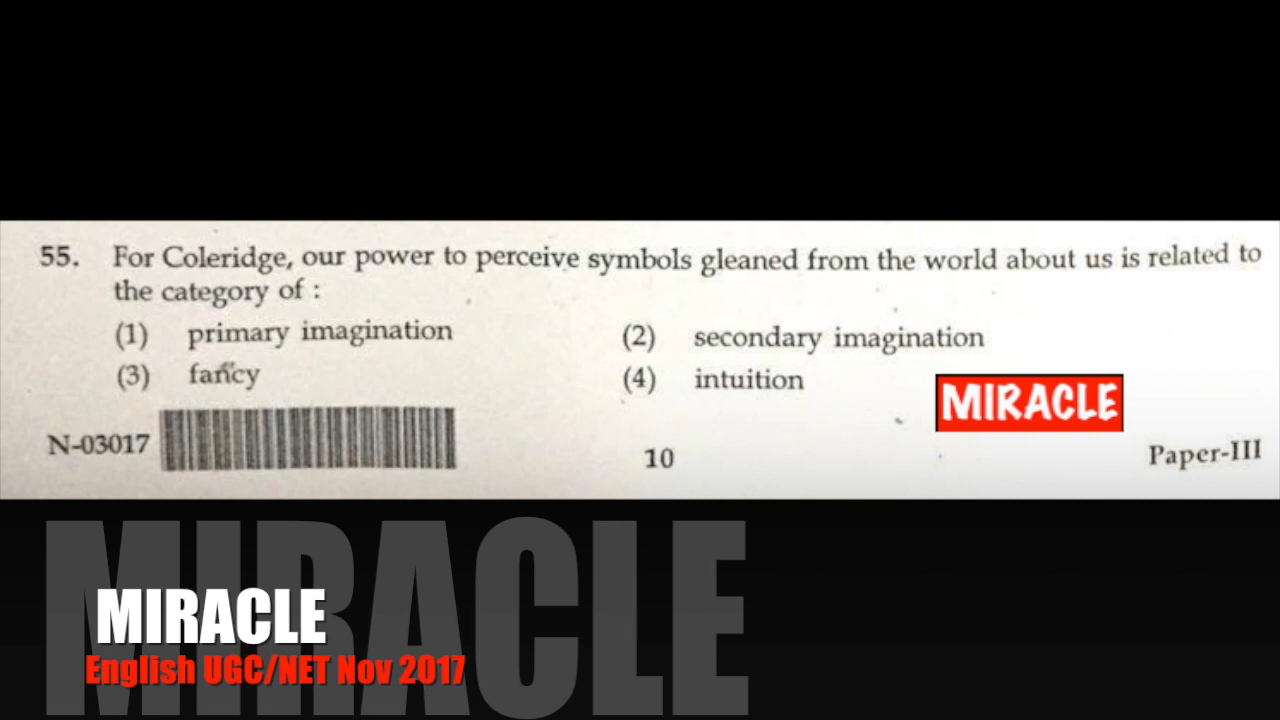 55. For Coleridge, our power to perceive symbols gleaned from the world about us is related to
the category of :
(1) primary imagination (2) secondary imagination
(3) fancy (4) intuition
MIRACLE
N-03017 10 Paper-III
MIRACLE
MIRACLE
English UGC/NET Nov 2017